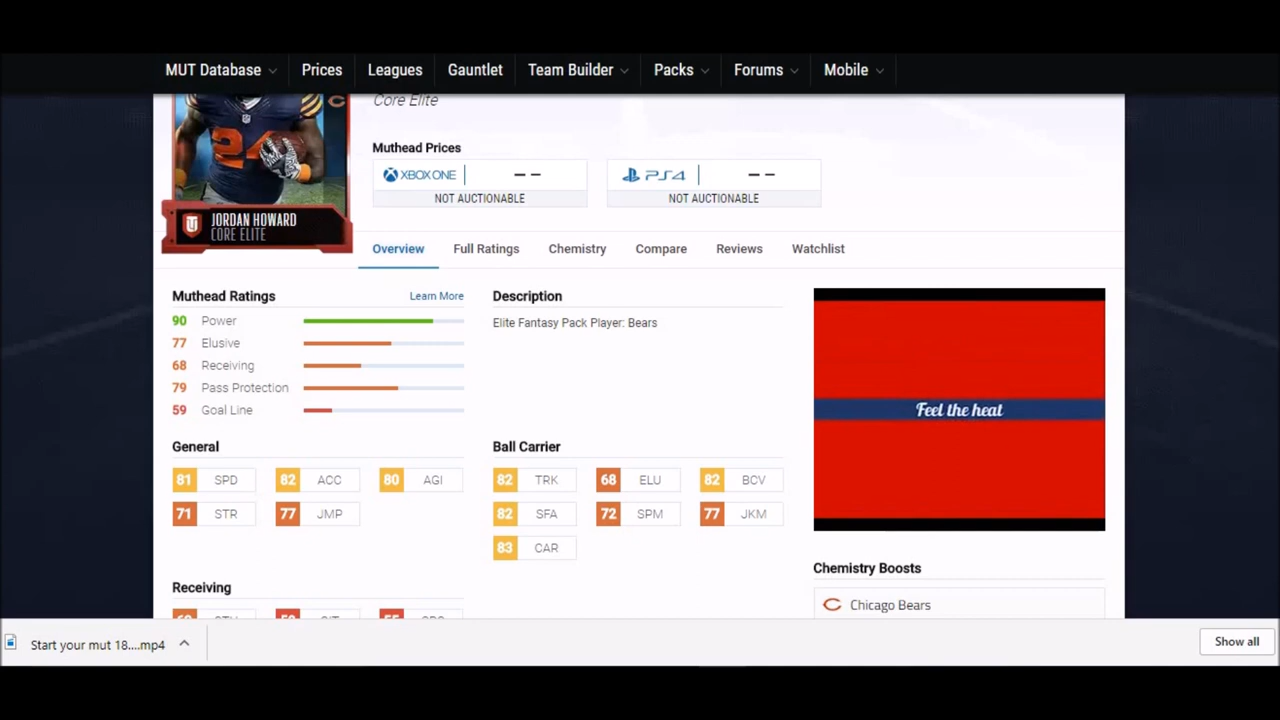 MUT Database Prices Leagues Gauntlet Team Builder Packs Forums Mobile
Core Elite
24
JORDAN HOWARD
CORE ELITE
Muthead Prices
XBOX ONE -- PS4 --
NOT AUCTIONABLE NOT AUCTIONABLE
Overview Full Ratings Chemistry Compare Reviews Watchlist
Muthead Ratings Learn More
90 Power
77 Elusive
68 Receiving
79 Pass Protection
59 Goal Line
Description
Elite Fantasy Pack Player: Bears
Feel the heat
General
81 SPD 82 ACC 80 AGI
71 STR 77 JMP
Ball Carrier
82 TRK 68 ELU 82 BCV
82 SFA 72 SPM 77 JKM
83 CAR
Receiving
Chemistry Boosts
Chicago Bears
Start your mut 18....mp4 Show all